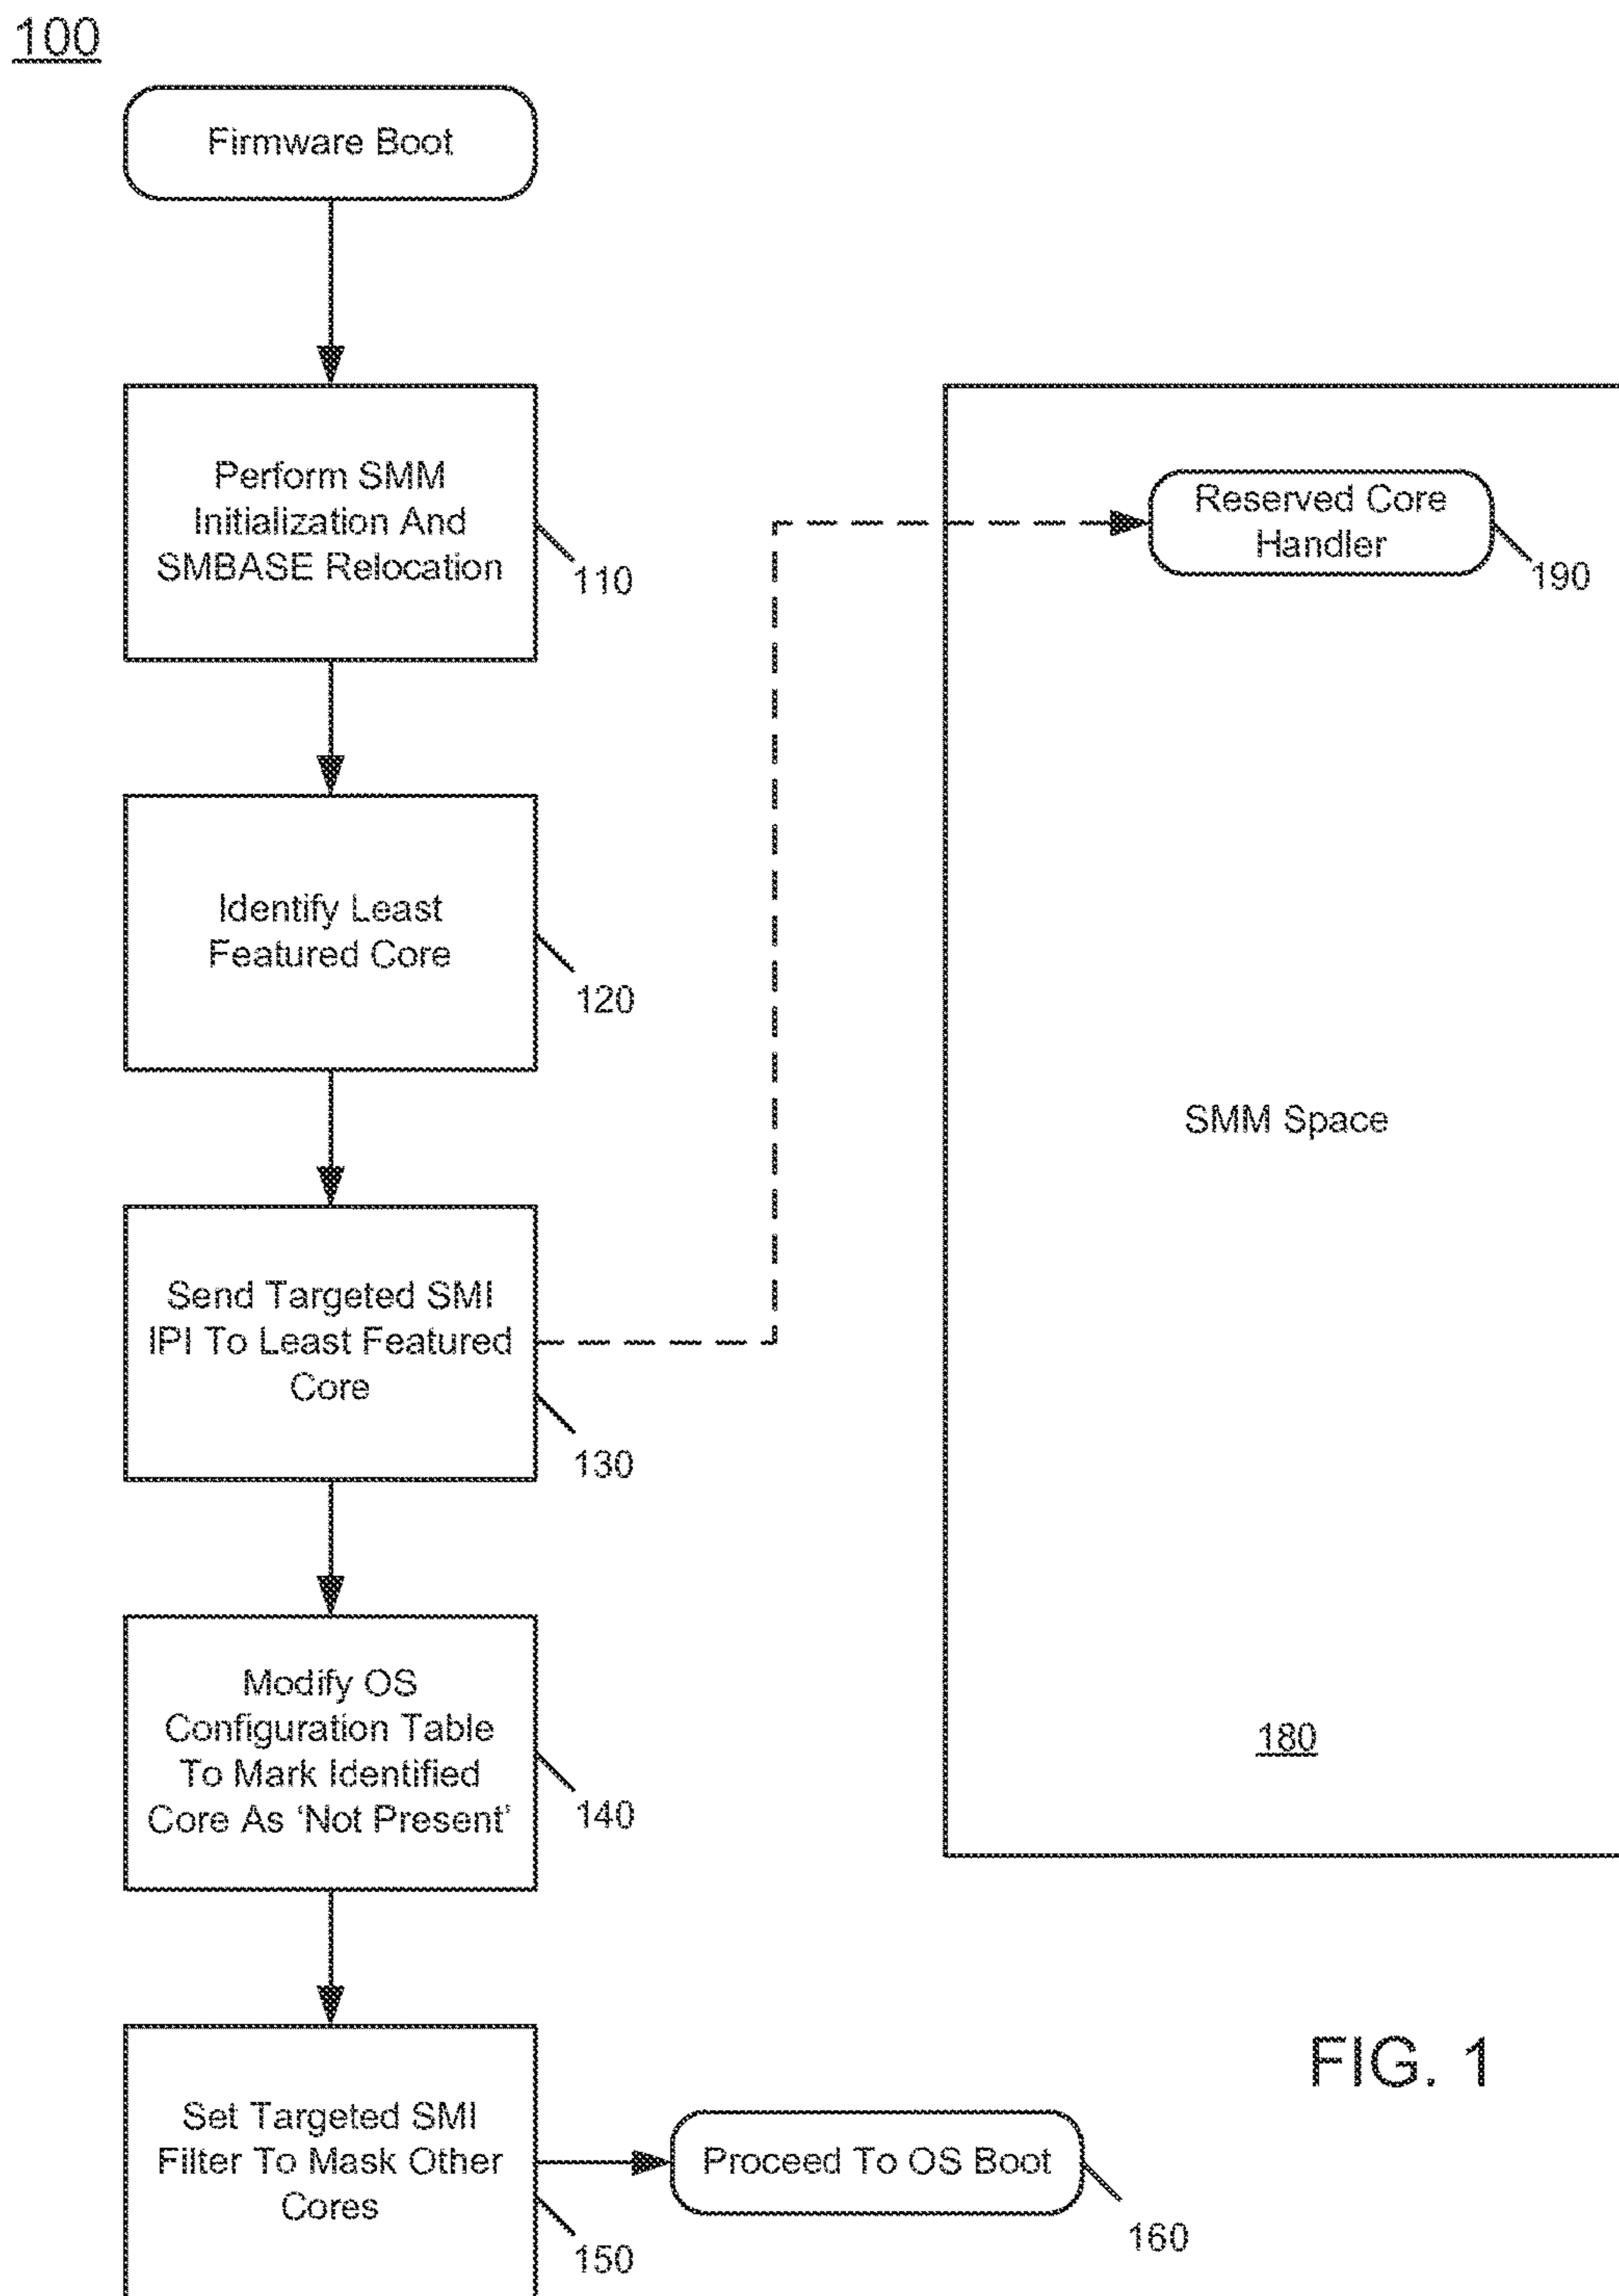 100
Firmware Boot
Perform SMM
Initialization And
SMBASE Relocation
110
Reserved Core
Handler
190
Identify Least
Featured Core
120
SMM Space
Send Targeted SMI
IPI To Least Featured
Core
130
Modify OS
Configuration Table
To Mark Identified
Core As ‘Not Present’
140
180
Set Targeted SMI
Filter To Mask Other
Cores
150
Proceed To OS Boot
160
FIG. 1